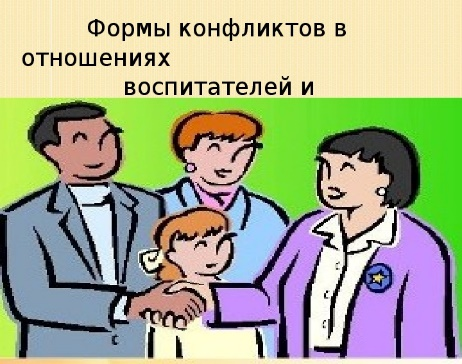 Формы конфликтов в
отношениях
воспитателей и